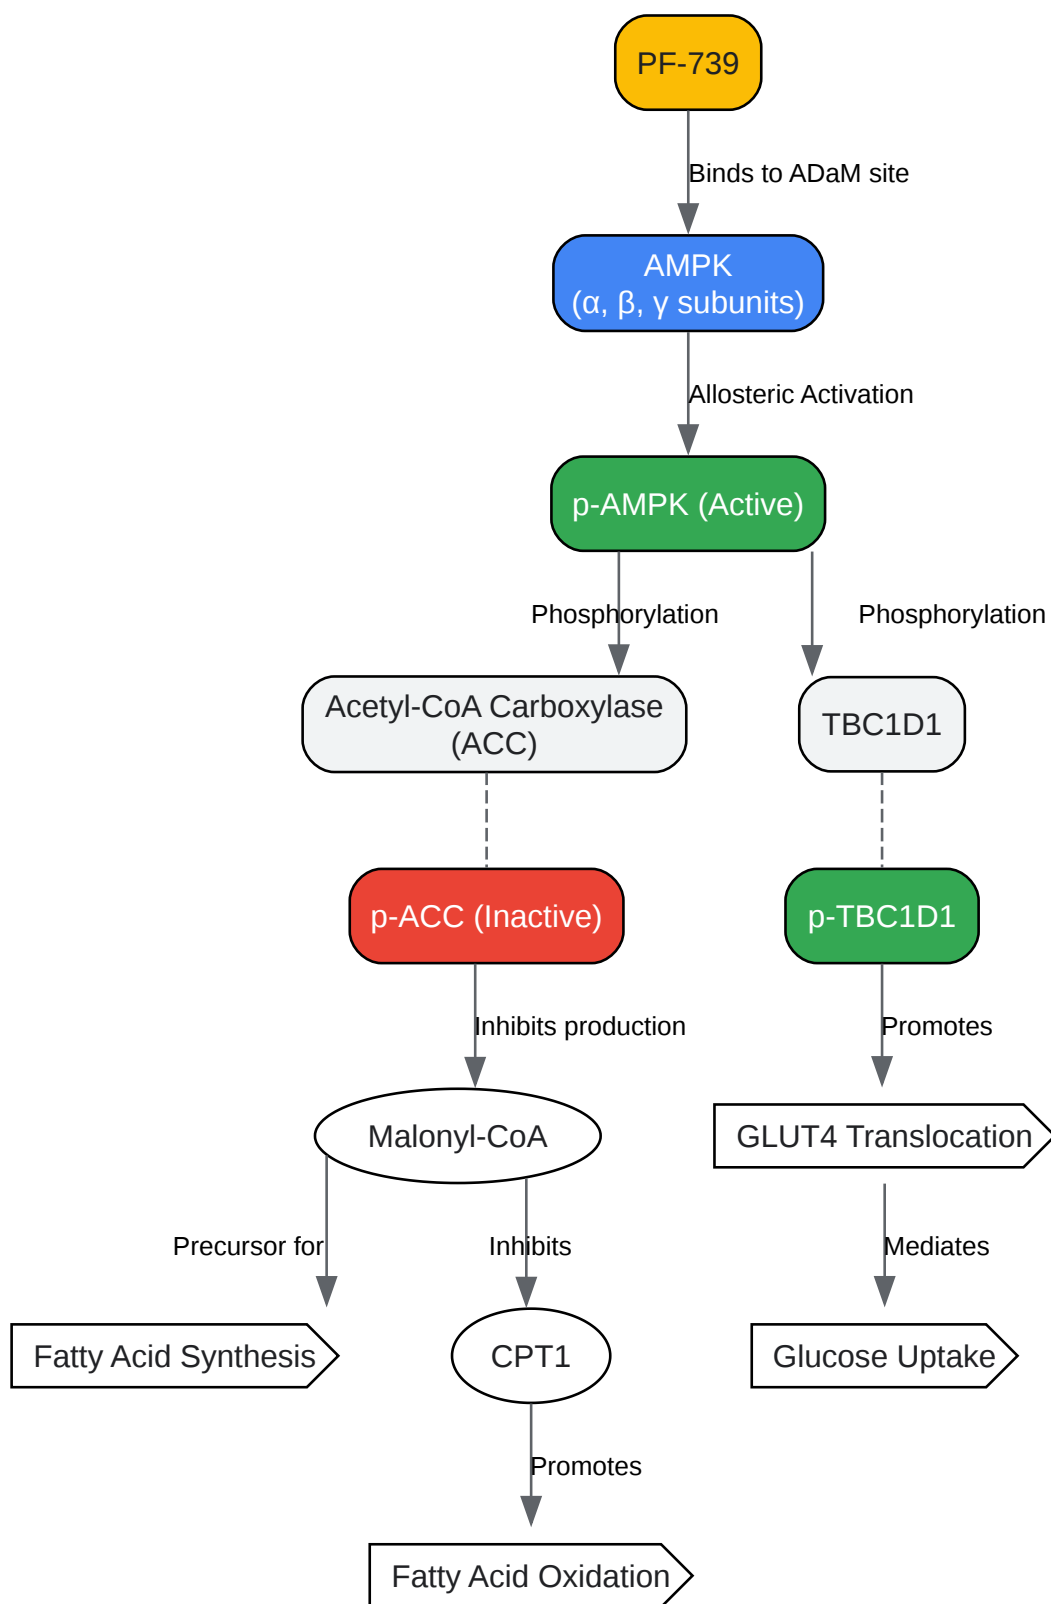 PF-739
Binds to ADaM site
AMPK
(α, β, γ subunits)
Allosteric Activation
p-AMPK (Active)
Phosphorylation
Phosphorylation
Acetyl-CoA Carboxylase
(ACC)
TBC1D1
p-ACC (Inactive)
p-TBC1D1
Inhibits production
Promotes
Malonyl-CoA
GLUT4 Translocation
Precursor for
Inhibits
Mediates
Fatty Acid Synthesis
CPT1
Glucose Uptake
Promotes
Fatty Acid Oxidation